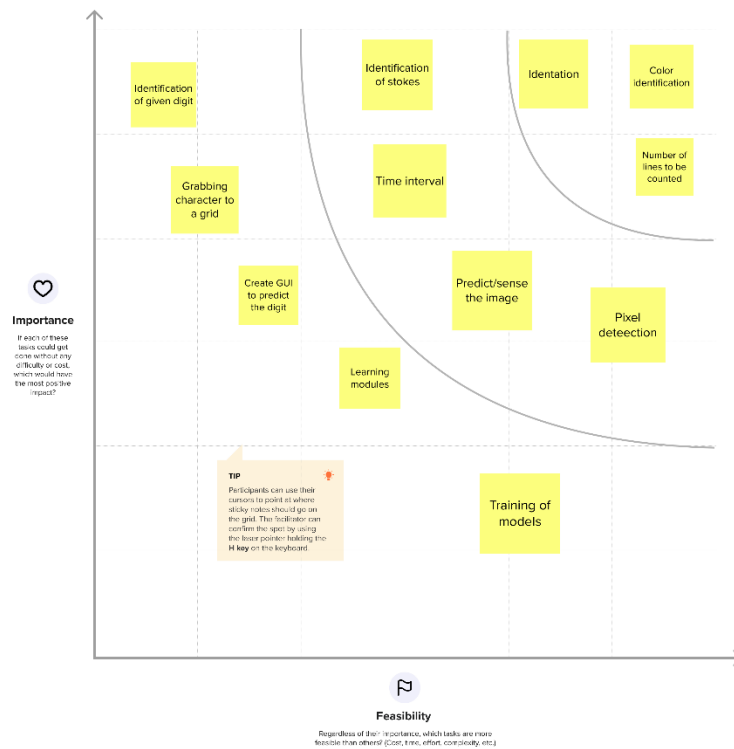 Identification
of given digit
Identification
of stokes
Identation
Color
identification
Grabbing
character to
a grid
Time interval
Number of
lines to be
counted
Create GUI
to predict
the digit
Predict/sense
the image
Pixel
deteection
Learning
modules
Training of
models
Importance
If each of these
tasks could get
done without any
difficulty or cost,
which would have
the most positive
impact?
TIP
Participants can use their
cursors to point at where
sticky notes should go on
the grid. The facilitator can
confirm the spot by using
the laser pointer holding the
H key on the keyboard.
Feasibility
Regardless of their importance, which tasks are more
feasible than others? (Cost, time, effort, complexity, etc.)